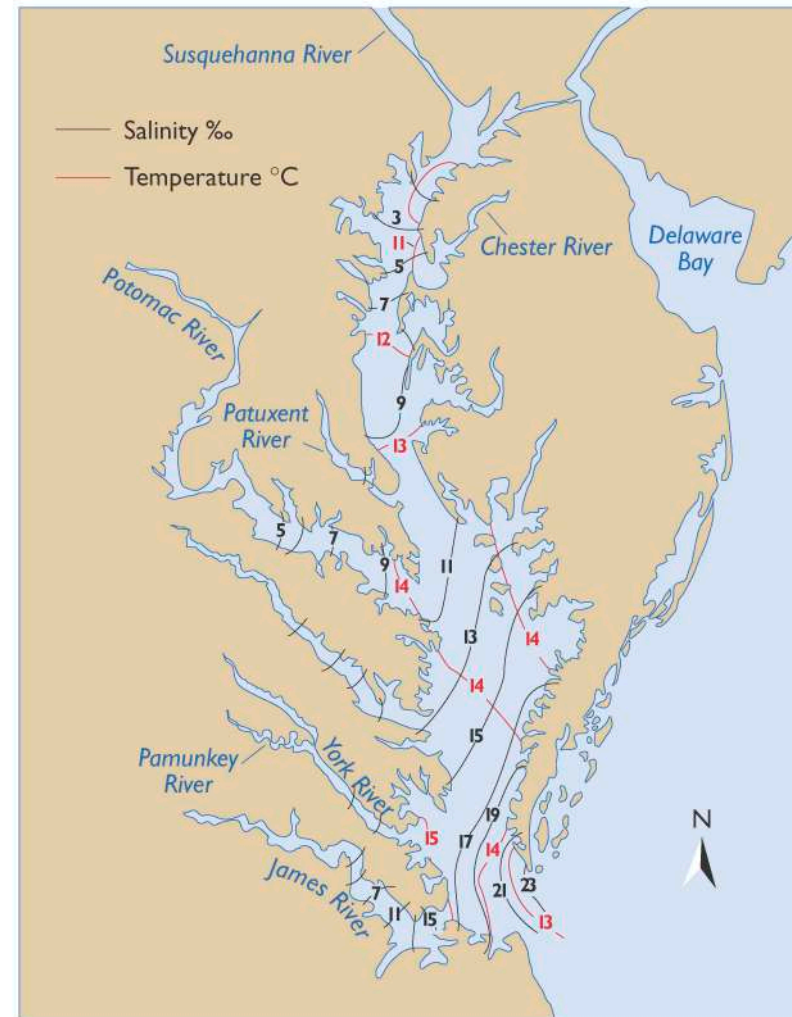 Susquehanna River
Salinity ‰
Temperature °C
3
11
5
Chester River
Delaware
Bay
7
Potomac River
12
9
Patuxent
River
13
5
7
9
14
11
13
14
14
15
Pamunkey
River
York River
19
17
15
14
N
James River
7
11
15
21
23
13